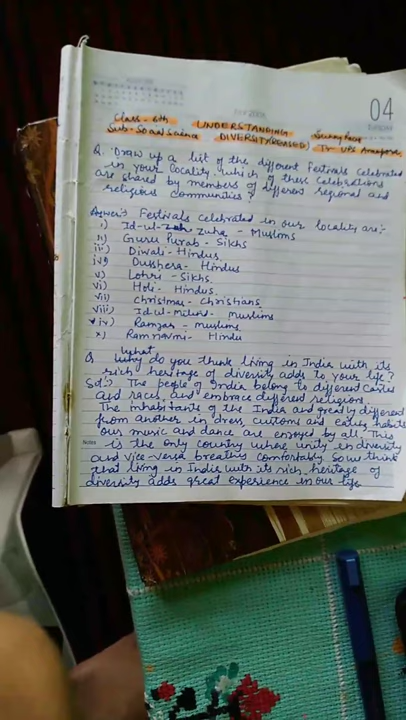 04
Class - 6th UNDERSTANDING
Sub- Social Science DIVERSITY(REVISED) Tr UPS
Q. Draw up a list of the different Festivals celebrated
in your locality. which of these celebrations
are shared by members of different regional and
religious communities?
Answer:- Festivals celebrated in our locality are:-
i) Id-ul- zuha - Muslims
ii) Guru Purab - Sikhs
iii) Diwali - Hindus
iv) Dusshera - Hindus
v) Lohri - Sikhs
vi) Holi - Hindus
vii) Christmas - Christians
viii) Id ul-Milad - Muslims
ix) Ramzan - muslims
x) Ram navmi - Hindu
What
Q Why do you think living in India with its
rich heritage of diversity adds to your life?
Sol:) The people of India belong to different castes
and races, and embrace different religions.
The inhabitants of the India and greatly different
from another in dress, customs and eating habits
our music and dance are enjoyed by all. This
Notes is the only country where unity in diversity
and vice-versa breaths comfortably. So we think
that living in India with its rich heritage of
diversity adds great experience in our life